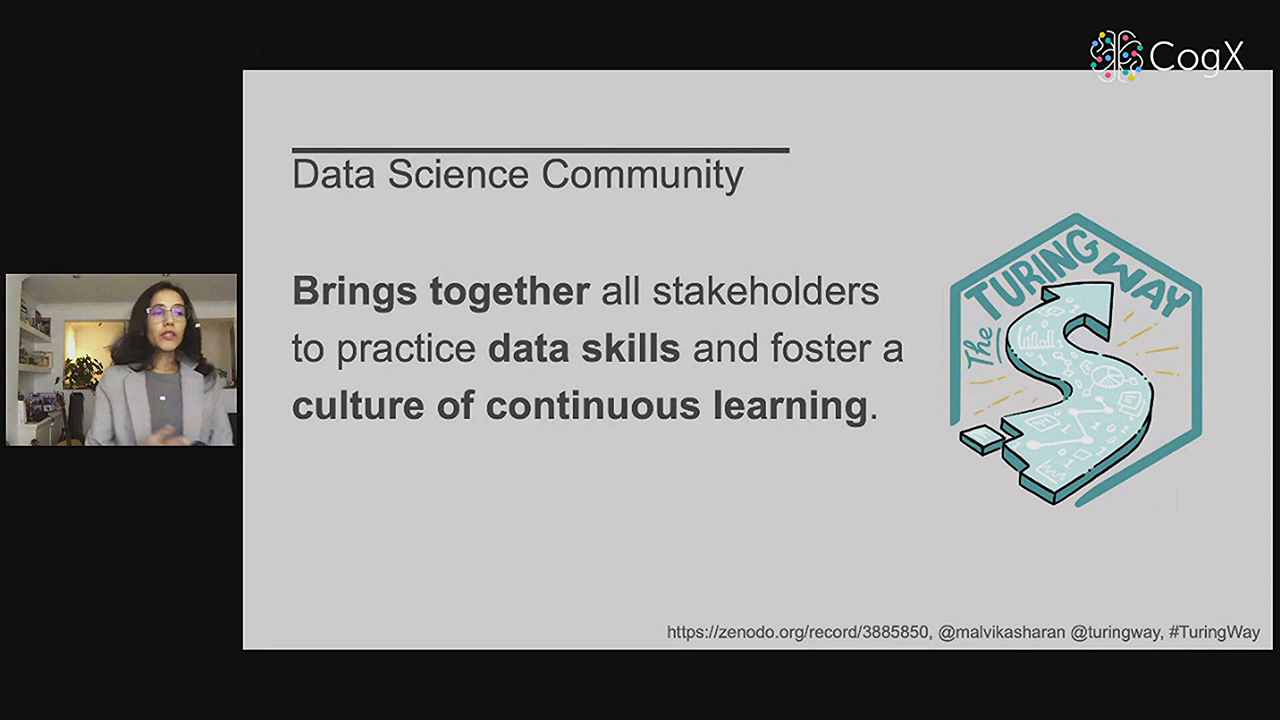 CogX
Data Science Community
Brings together all stakeholders
to practice data skills and foster a
culture of continuous learning.
The
TURING
WAY
https://zenodo.org/record/3885850, @malvikasharan @turingway, #TuringWay